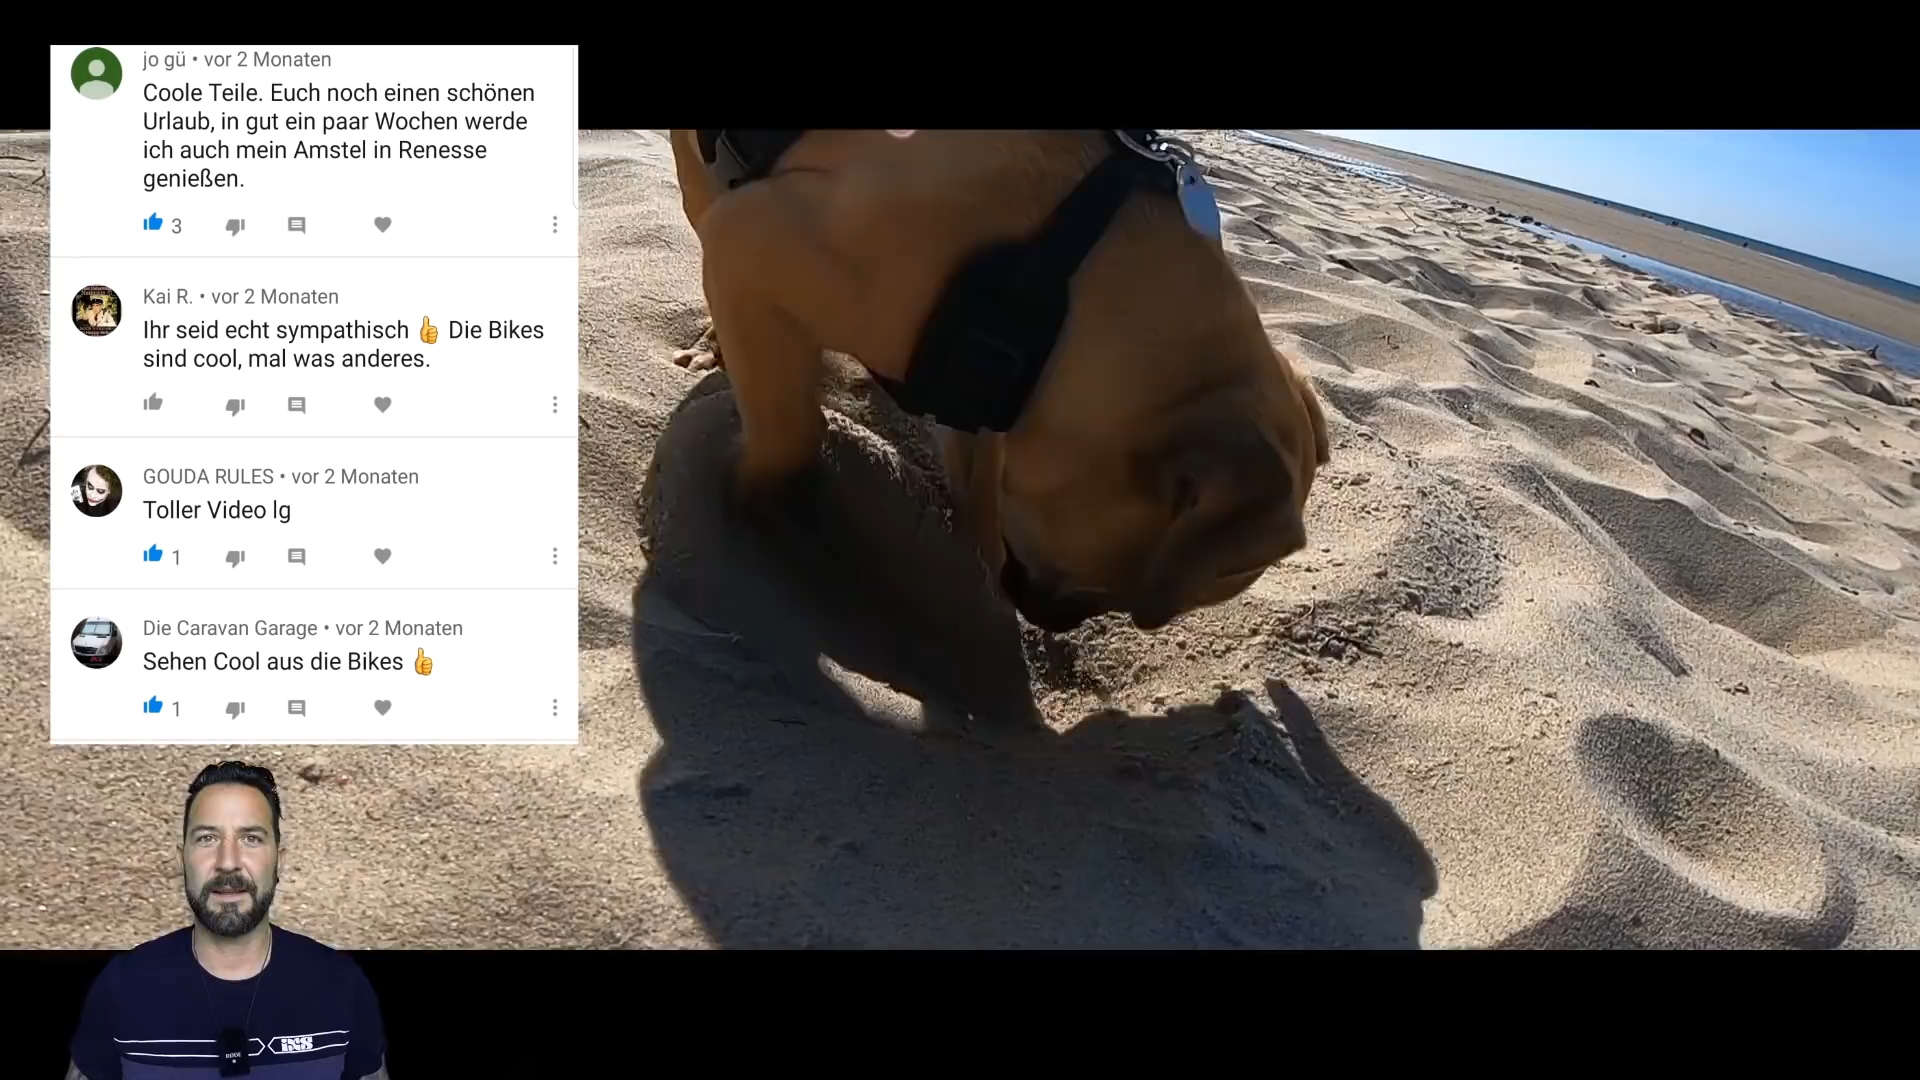 jo gü • vor 2 Monaten
Coole Teile. Euch noch einen schönen
Urlaub, in gut ein paar Wochen werde
ich auch mein Amstel in Renesse
genießen.
3
Kai R. • vor 2 Monaten
Ihr seid echt sympathisch 👍 Die Bikes
sind cool, mal was anderes.
GOUDA RULES • vor 2 Monaten
Toller Video lg
1
Die Caravan Garage • vor 2 Monaten
Sehen Cool aus die Bikes 👍
1
iXS
RØDE